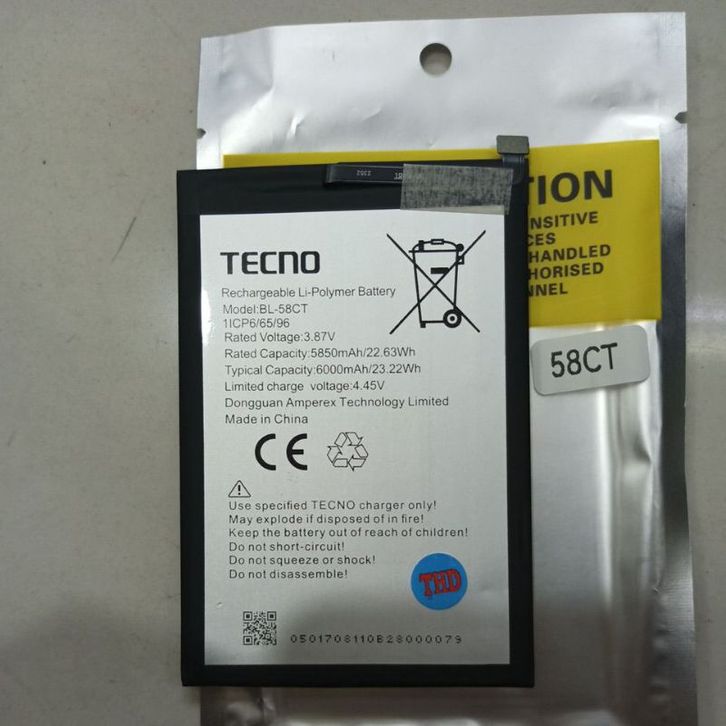 TION
NSITIVE
CES
HANDLED
HORISED
NNEL
58CT
2352
TECNO
Rechargeable Li-Polymer Battery
Model:BL-58CT
1ICP6/65/96
Rated Voltage:3.87V
Rated Capacity:5850mAh/22.63Wh
Typical Capacity:6000mAh/23.22Wh
Limited charge voltage:4.45V
Dongguan Amperex Technology Limited
Made in China
CE
Use specified TECNO charger only!
May explode if disposed of in fire!
Keep the battery out of reach of children!
Do not short-circuit!
Do not squeeze or shock!
Do not disassemble!
THD
0501708110B28000079